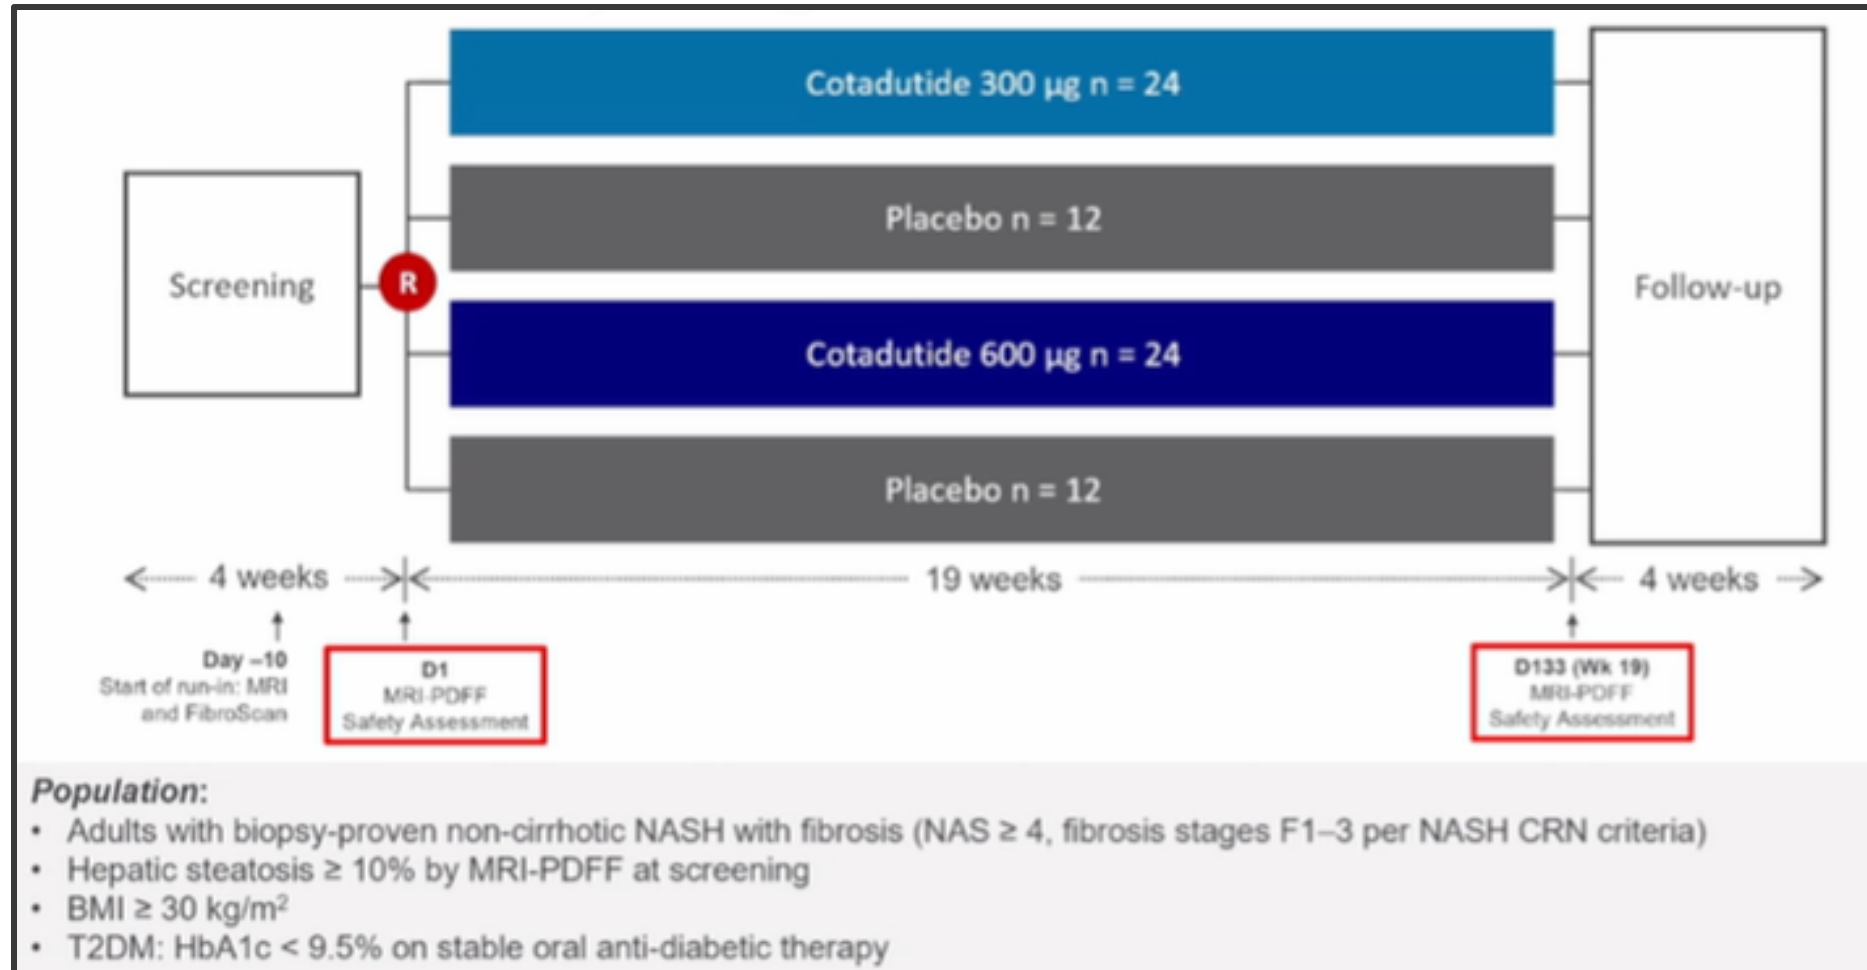 Cotadutide 300 µg n = 24
Placebo n = 12
Screening
R
Cotadutide 600 µg n = 24
Follow-up
Placebo n = 12
4 weeks
19 weeks
4 weeks
Day –10
Start of run-in: MRI
and FibroScan
D1
MRI-PDFF
Safety Assessment
D133 (Wk 19)
MRI-PDFF
Safety Assessment
Population:
• Adults with biopsy-proven non-cirrhotic NASH with fibrosis (NAS ≥ 4, fibrosis stages F1–3 per NASH CRN criteria)
• Hepatic steatosis ≥ 10% by MRI-PDFF at screening
• BMI ≥ 30 kg/m²
• T2DM: HbA1c < 9.5% on stable oral anti-diabetic therapy